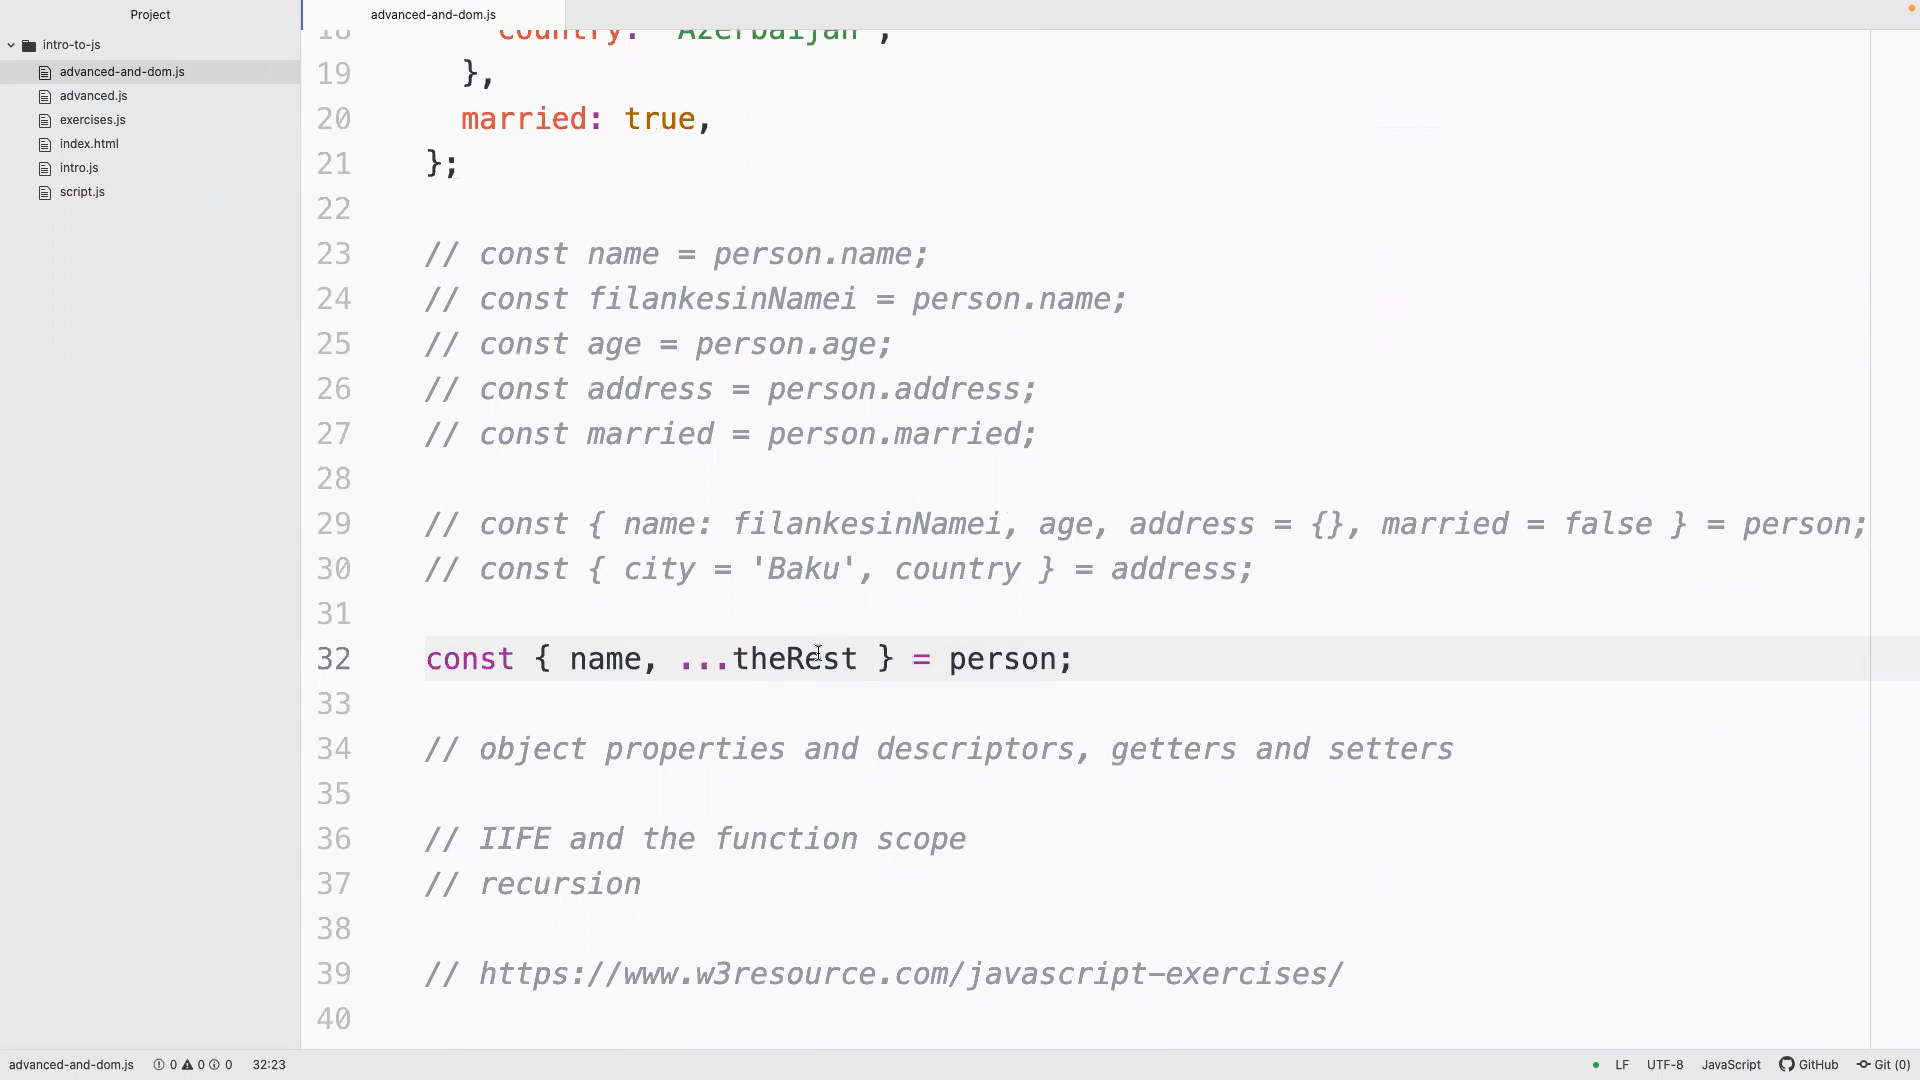 Project
advanced-and-dom.js
intro-to-js
advanced-and-dom.js
advanced.js
exercises.js
index.html
intro.js
script.js
18 country: 'Azerbaijan',
19 },
20 married: true,
21 };
22
23 // const name = person.name;
24 // const filankesinNamei = person.name;
25 // const age = person.age;
26 // const address = person.address;
27 // const married = person.married;
28
29 // const { name: filankesinNamei, age, address = {}, married = false } = person;
30 // const { city = 'Baku', country } = address;
31
32 const { name, ...theRest } = person;
33
34 // object properties and descriptors, getters and setters
35
36 // IIFE and the function scope
37 // recursion
38
39 // https://www.w3resource.com/javascript-exercises/
40
advanced-and-dom.js 0 0 0 32:23 LF UTF-8 JavaScript GitHub Git (0)